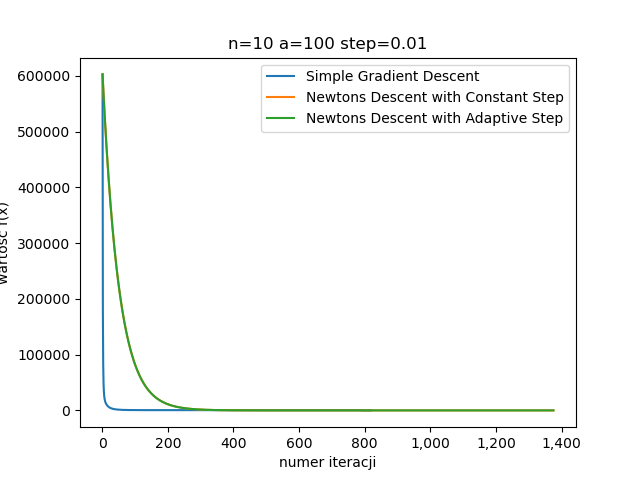 n=10 a=100 step=0.01
Simple Gradient Descent
Newtons Descent with Constant Step
Newtons Descent with Adaptive Step
600000
500000
400000
300000
200000
100000
0
wartość f(x)
0 200 400 600 800 1,000 1,200 1,400
numer iteracji